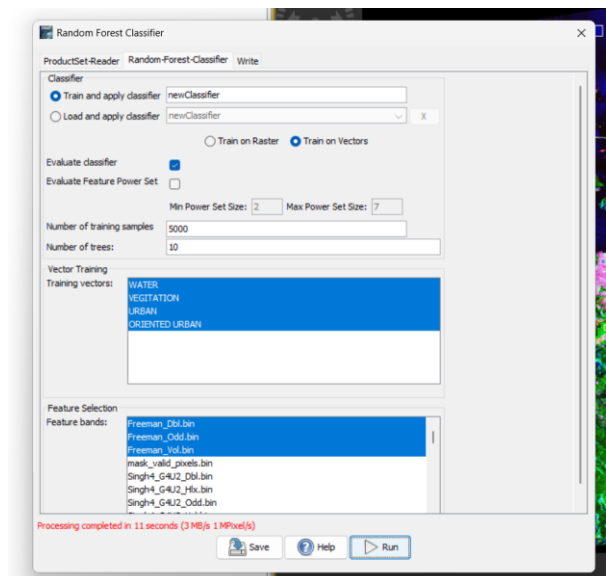 Random Forest Classifier
ProductSet-Reader Random-Forest-Classifier Write
Classifier
Train and apply classifier newClassifier
Load and apply classifier newClassifier X
Train on Raster Train on Vectors
Evaluate classifier
Evaluate Feature Power Set
Min Power Set Size: 2 Max Power Set Size: 7
Number of training samples 5000
Number of trees: 10
Vector Training
Training vectors: WATER
VEGITATION
URBAN
ORIENTED URBAN
Feature Selection
Feature bands: Freeman_Dbl.bin
Freeman_Odd.bin
Freeman_Vol.bin
mask_valid_pixels.bin
Singh4_G4U2_Dbl.bin
Singh4_G4U2_Hlx.bin
Singh4_G4U2_Odd.bin
Processing completed in 11 seconds (3 MB/s 1 MPixel/s)
Save Help Run